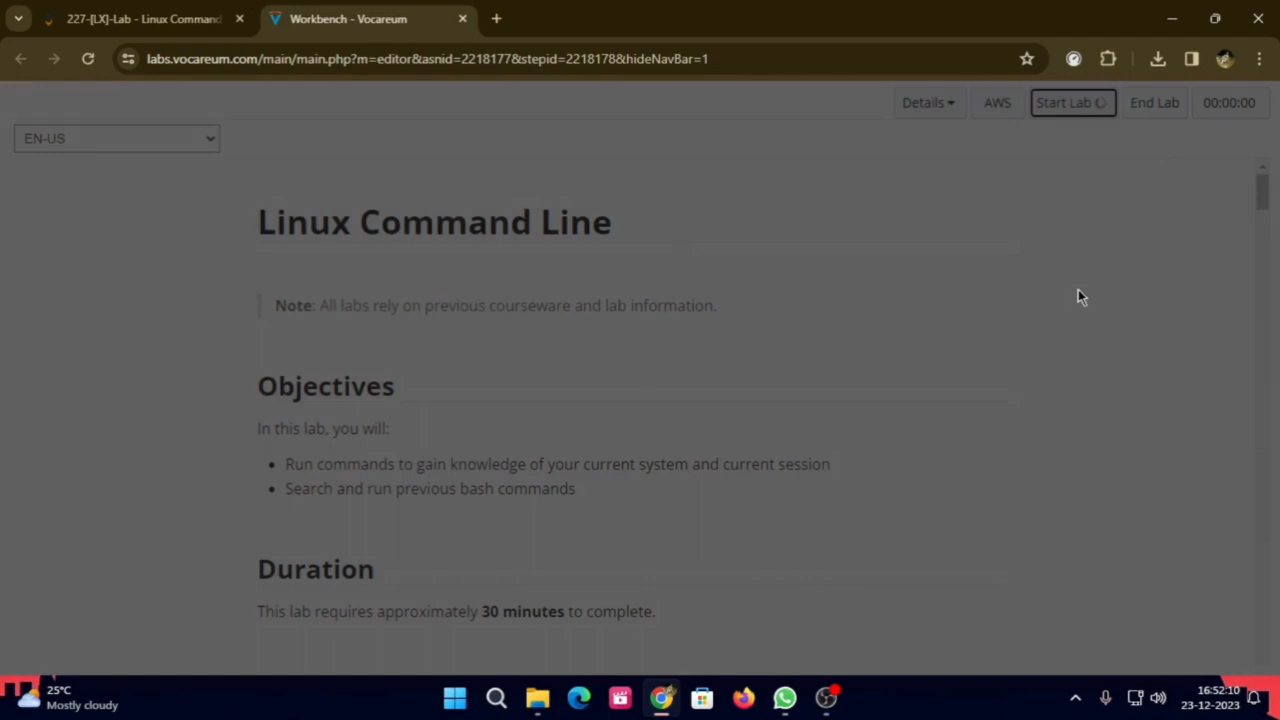 227-[LX]-Lab - Linux Command
Workbench - Vocareum
labs.vocareum.com/main/main.php?m=editor&asnid=2218177&stepid=2218178&hideNavBar=1
Details
AWS
Start Lab
End Lab
00:00:00
EN-US
Linux Command Line
Note: All labs rely on previous courseware and lab information.
Objectives
In this lab, you will:
Run commands to gain knowledge of your current system and current session
Search and run previous bash commands
Duration
This lab requires approximately 30 minutes to complete.
25°C
Mostly cloudy
16:52:10
23-12-2023